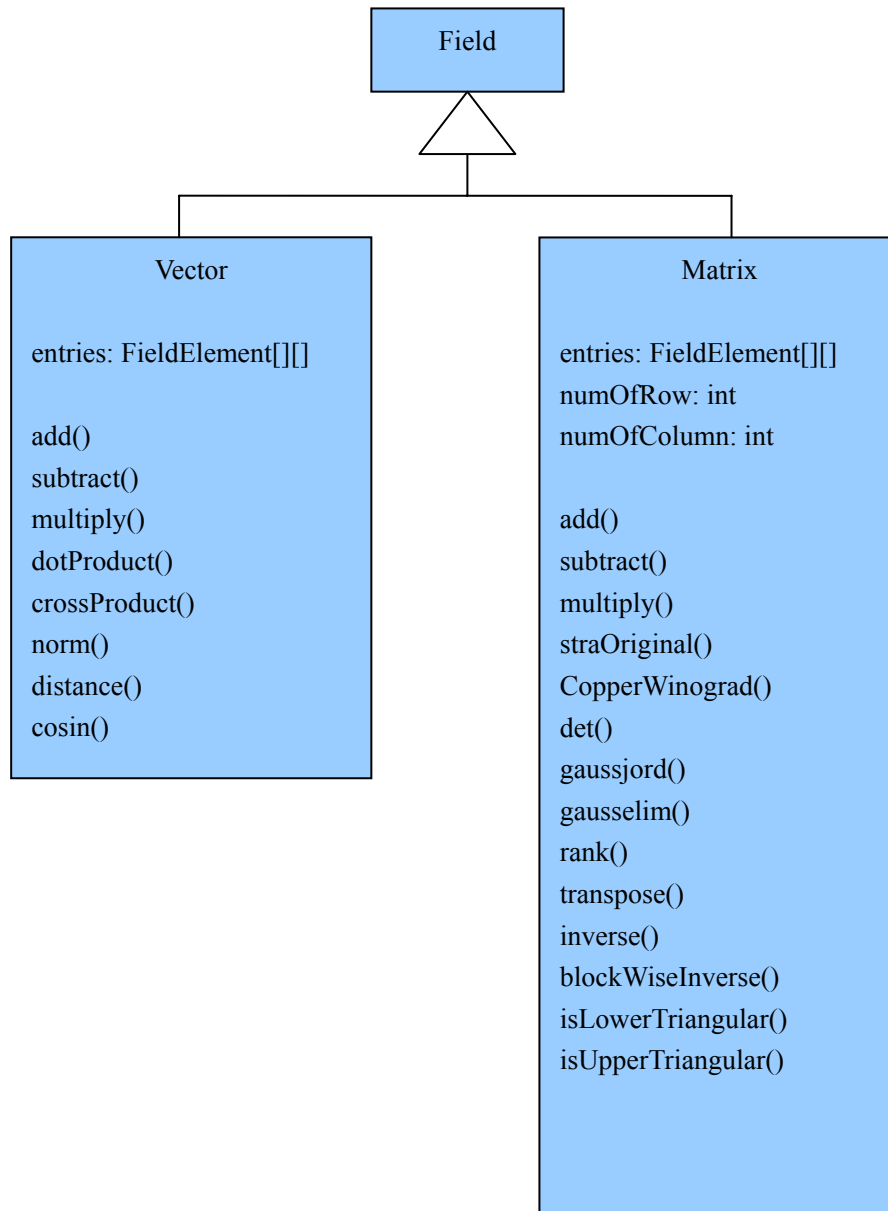 Field
Vector
entries: FieldElement[][]
add()
subtract()
multiply()
dotProduct()
crossProduct()
norm()
distance()
cosin()
Matrix
entries: FieldElement[][]
numOfRow: int
numOfColumn: int
add()
subtract()
multiply()
straOriginal()
CopperWinograd()
det()
gaussjord()
gausselim()
rank()
transpose()
inverse()
blockWiseInverse()
isLowerTriangular()
isUpperTriangular()